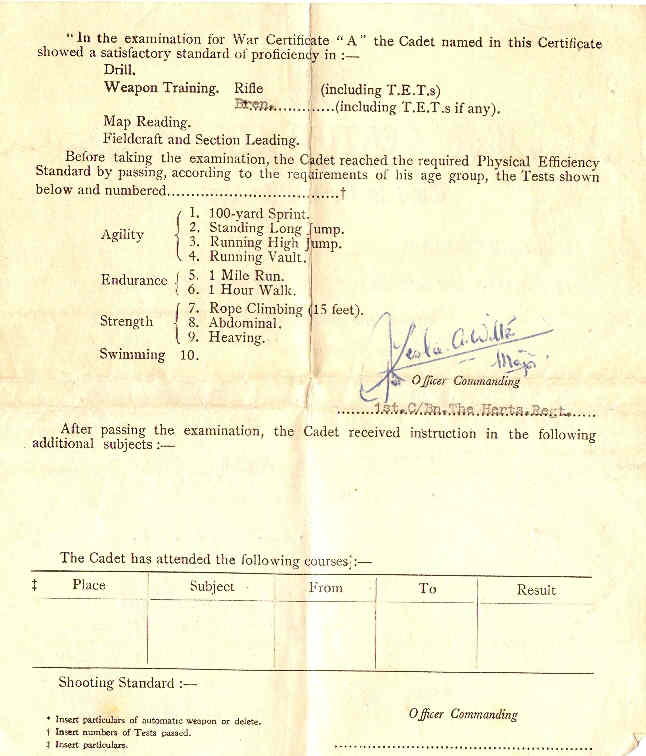 "In the examination for War Certificate "A" the Cadet named in this Certificate
showed a satisfactory standard of proficiency in :—
Drill.
Weapon Training. Rifle (including T.E.T.s)
Bren..............(including T.E.T.s if any).
Map Reading.
Fieldcraft and Section Leading.
Before taking the examination, the Cadet reached the required Physical Efficiency
Standard by passing, according to the requirements of his age group, the Tests shown
below and numbered...................................†
Agility
1. 100-yard Sprint.
2. Standing Long Jump.
3. Running High Jump.
4. Running Vault.
Endurance
5. 1 Mile Run.
6. 1 Hour Walk.
Strength
7. Rope Climbing (15 feet).
8. Abdominal.
9. Heaving.
Swimming 10.
Major
Officer Commanding
1st.C/Bn.The Herts.Regt.
After passing the examination, the Cadet received instruction in the following
additional subjects :—
The Cadet has attended the following courses :—
‡ Place Subject From To Result
Shooting Standard :—
Officer Commanding
* Insert particulars of automatic weapon or delete.
† Insert numbers of Tests passed.
‡ Insert particulars.